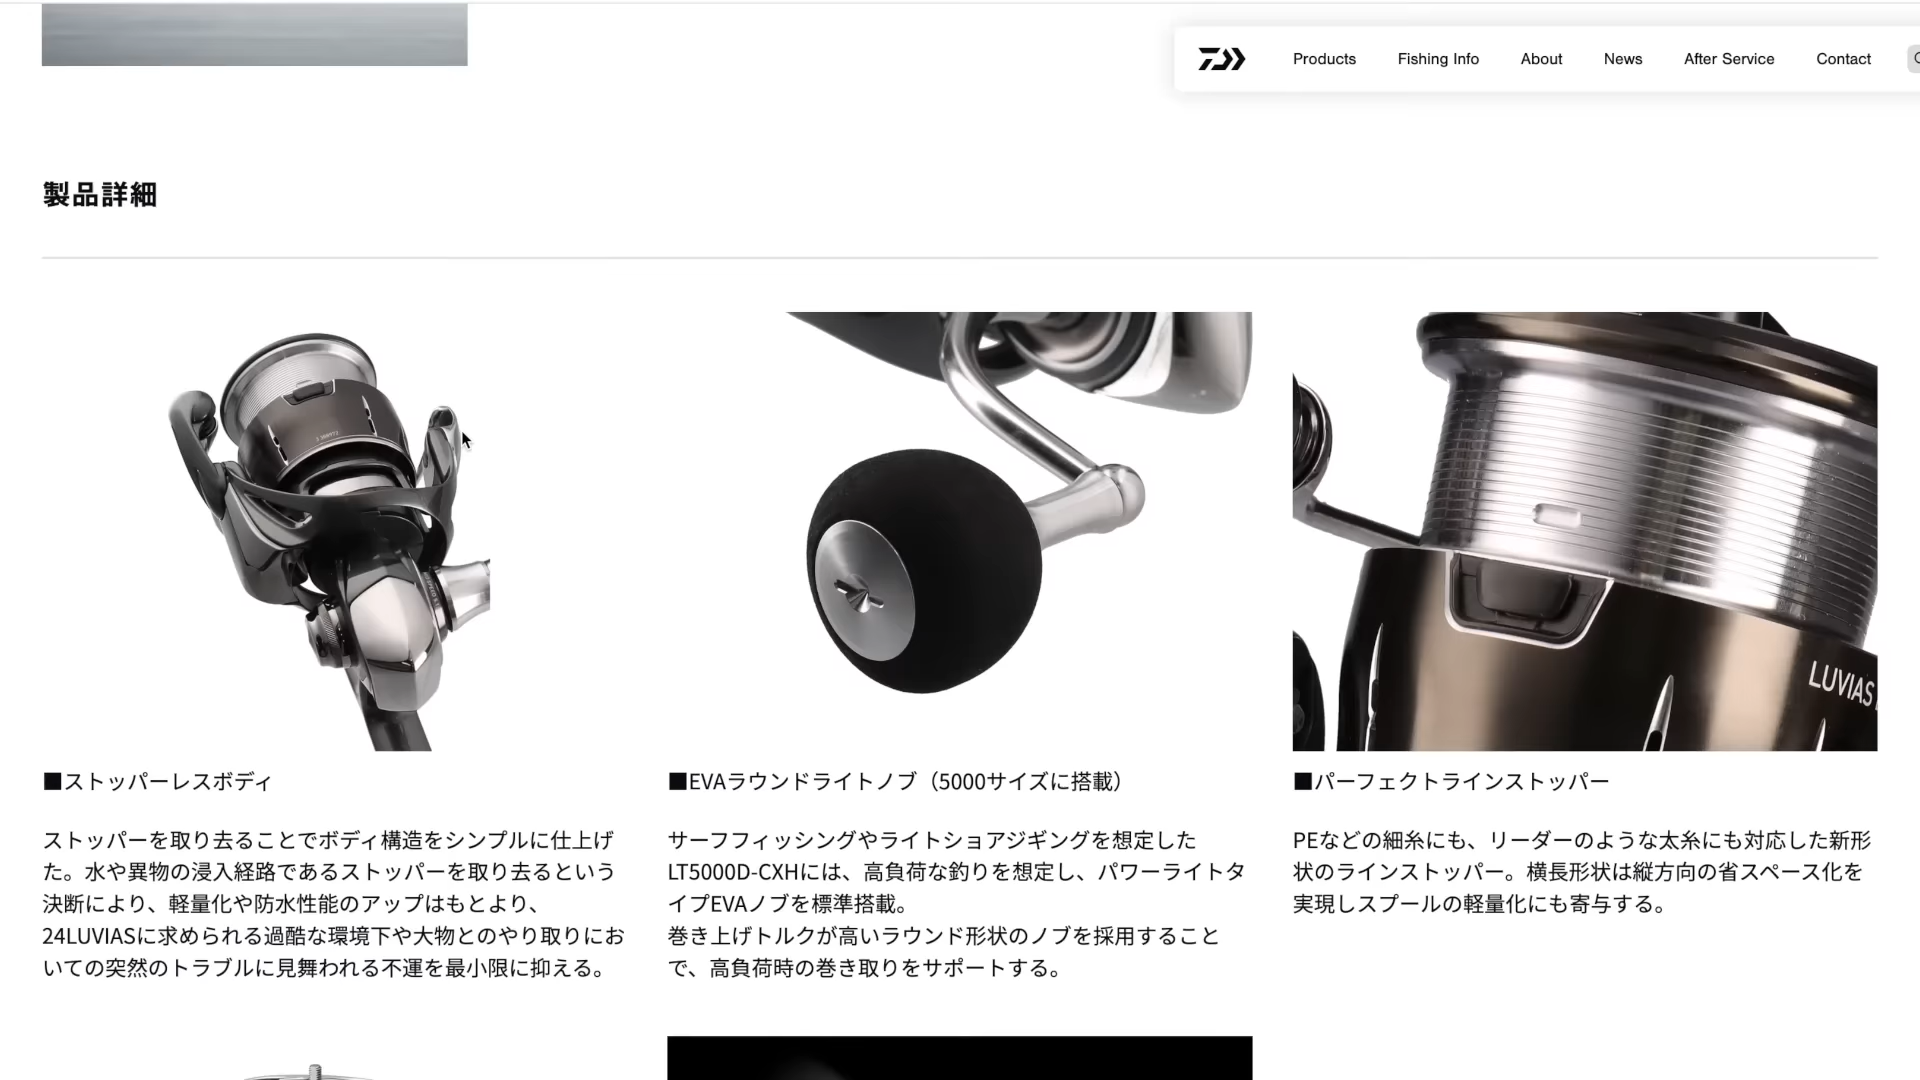 Products Fishing Info About News After Service Contact
製品詳細
LUVIAS
■ストッパーレスボディ
ストッパーを取り去ることでボディ構造をシンプルに仕上げ
た。水や異物の浸入経路であるストッパーを取り去るという
決断により、軽量化や防水性能のアップはもとより、
24LUVIASに求められる過酷な環境下や大物とのやり取りにお
いての突然のトラブルに見舞われる不運を最小限に抑える。
■EVAラウンドライトノブ（5000サイズに搭載）
サーフフィッシングやライトショアジギングを想定した
LT5000D-CXHには、高負荷な釣りを想定し、パワーライトタ
イプEVAノブを標準搭載。
巻き上げトルクが高いラウンド形状のノブを採用すること
で、高負荷時の巻き取りをサポートする。
■パーフェクトラインストッパー
PEなどの細糸にも、リーダーのような太糸にも対応した新形
状のラインストッパー。横長形状は縦方向の省スペース化を
実現しスプールの軽量化にも寄与する。